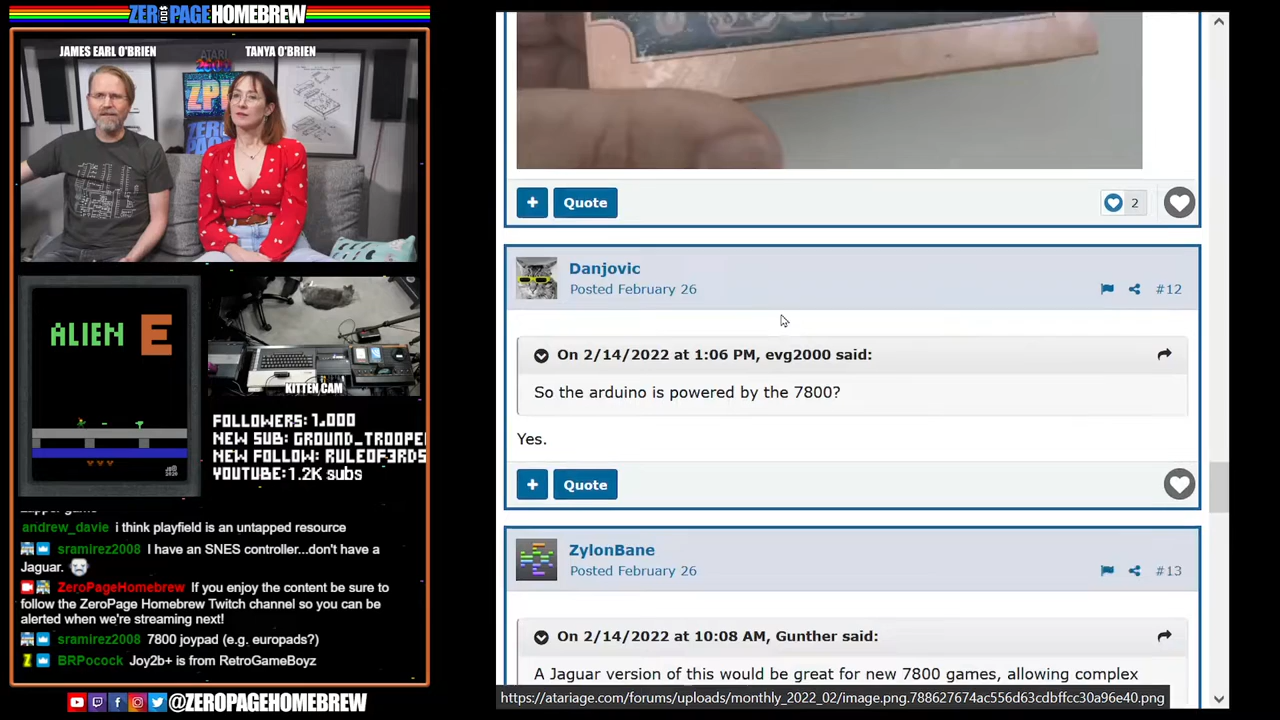 ZEROPAGE HOMEBREW
JAMES EARL O'BRIEN
TANYA O'BRIEN
ATARI
ZPH
ALIEN E
KITTEN CAM
FOLLOWERS: 1,000
NEW SUB: GROUND_TROOPER
NEW FOLLOW: RULEOF3RDS
YOUTUBE: 1.2K subs
zapper game
andrew_davie i think playfield is an untapped resource
sramirez2008 I have an SNES controller...don't have a
Jaguar.
ZeroPageHomebrew If you enjoy the content be sure to
follow the ZeroPage Homebrew Twitch channel so you can be
alerted when we're streaming next!
sramirez2008 7800 joypad (e.g. europads?)
BRPocock Joy2b+ is from RetroGameBoyz
@ZEROPAGEHOMEBREW
+ Quote
2
Danjovic
Posted February 26
#12
On 2/14/2022 at 1:06 PM, evg2000 said:
So the arduino is powered by the 7800?
Yes.
+ Quote
ZylonBane
Posted February 26
#13
On 2/14/2022 at 10:08 AM, Gunther said:
A Jaguar version of this would be great for new 7800 games, allowing complex
https://atariage.com/forums/uploads/monthly_2022_02/image.png.788627674ac556d63cdbffcc30a96e40.png